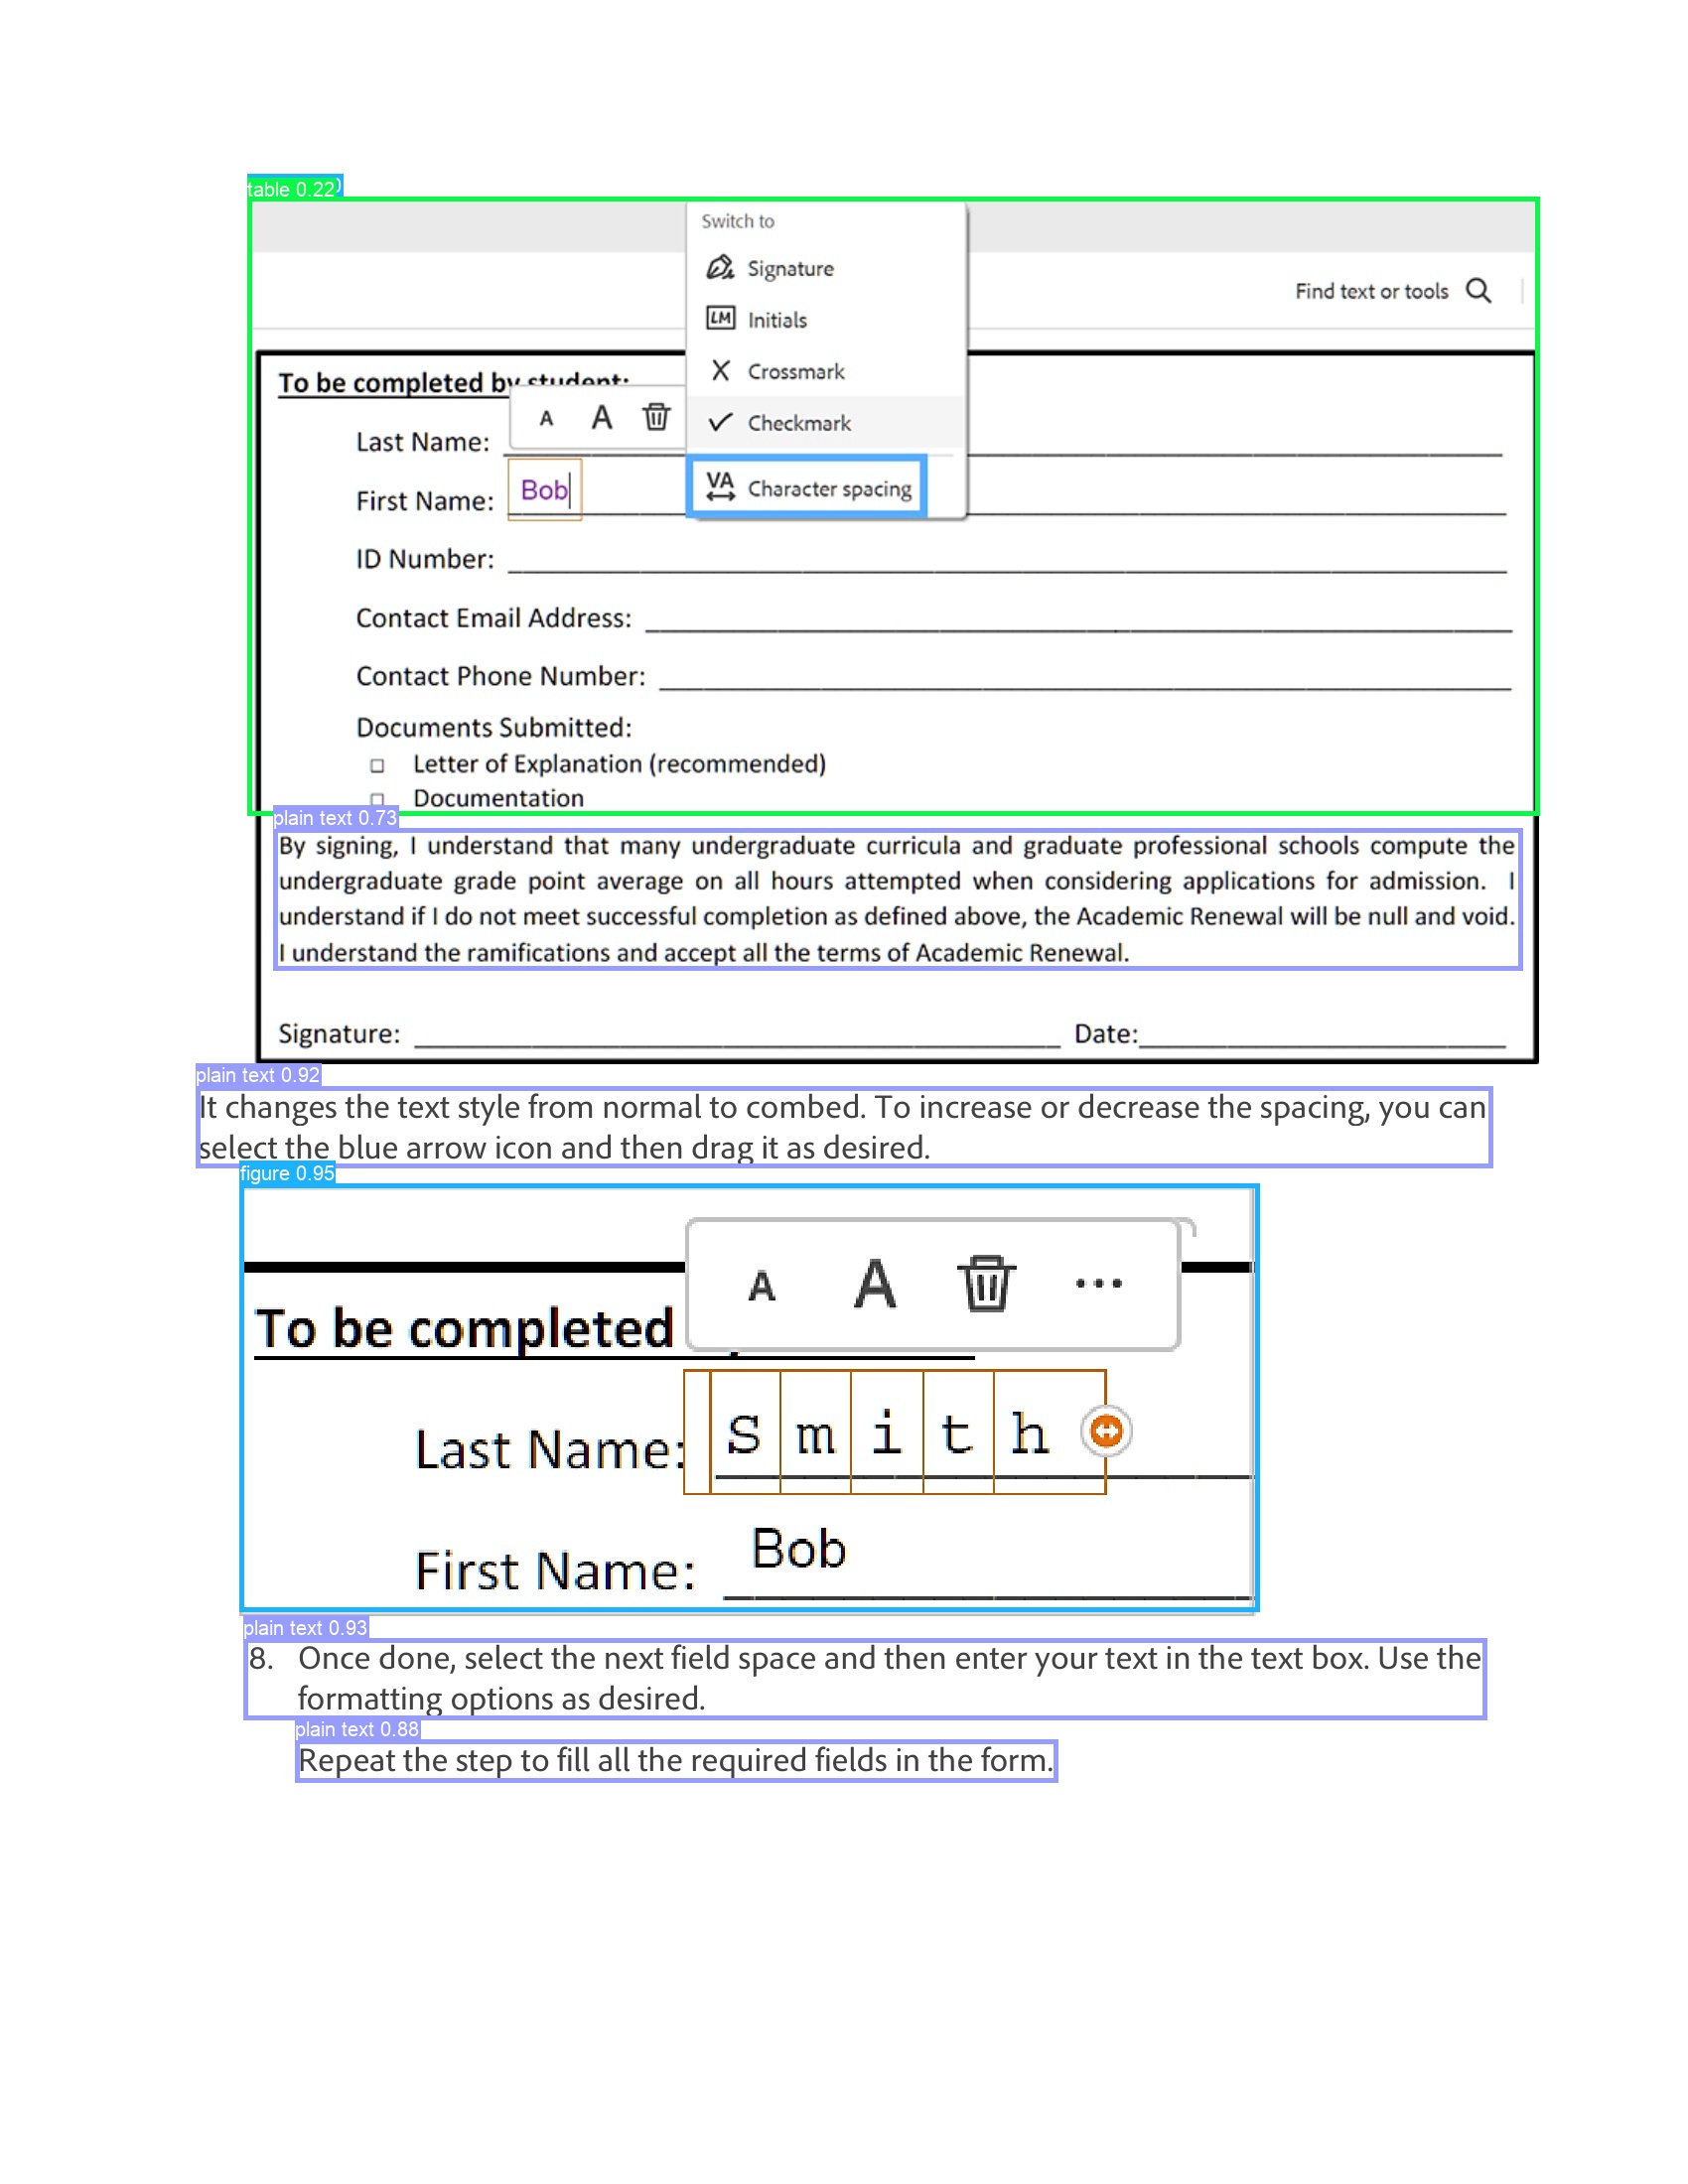 table 0.22)
Switch to
Signature
Find text or tools
LM Initials
Crossmark
To be completed by student:
A A
Checkmark
Last Name:
VA Character spacing
First Name: Bob
ID Number:
Contact Email Address:
Contact Phone Number:
Documents Submitted:
Letter of Explanation (recommended)
Documentation
plain text 0.73
By signing, I understand that many undergraduate curricula and graduate professional schools compute the
undergraduate grade point average on all hours attempted when considering applications for admission. I
understand if I do not meet successful completion as defined above, the Academic Renewal will be null and void.
I understand the ramifications and accept all the terms of Academic Renewal.
Signature: Date:
plain text 0.92
It changes the text style from normal to combed. To increase or decrease the spacing, you can
select the blue arrow icon and then drag it as desired.
figure 0.95
A A ...
To be completed
Last Name: Smith
First Name: Bob
plain text 0.93
8. Once done, select the next field space and then enter your text in the text box. Use the
formatting options as desired.
plain text 0.88
Repeat the step to fill all the required fields in the form.